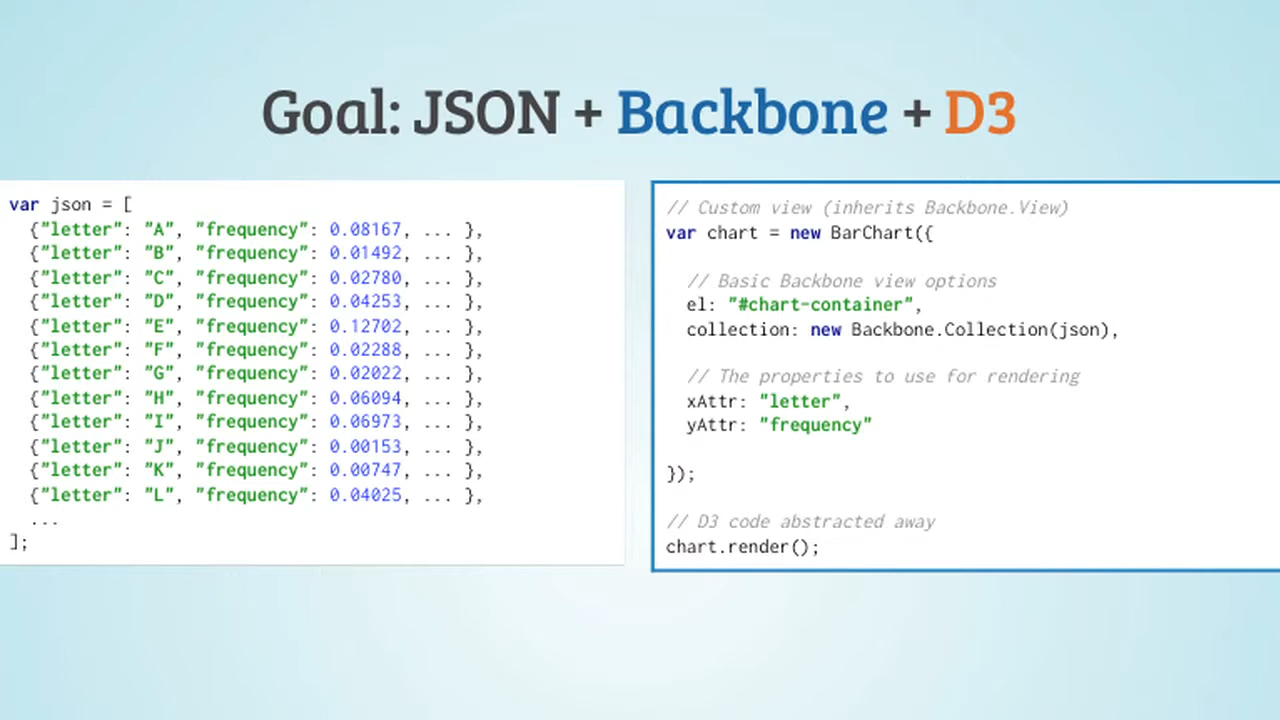 Goal: JSON + Backbone + D3
var json = [
{"letter": "A", "frequency": 0.08167, ... },
{"letter": "B", "frequency": 0.01492, ... },
{"letter": "C", "frequency": 0.02780, ... },
{"letter": "D", "frequency": 0.04253, ... },
{"letter": "E", "frequency": 0.12702, ... },
{"letter": "F", "frequency": 0.02288, ... },
{"letter": "G", "frequency": 0.02022, ... },
{"letter": "H", "frequency": 0.06094, ... },
{"letter": "I", "frequency": 0.06973, ... },
{"letter": "J", "frequency": 0.00153, ... },
{"letter": "K", "frequency": 0.00747, ... },
{"letter": "L", "frequency": 0.04025, ... },
...
];
// Custom view (inherits Backbone.View)
var chart = new BarChart({
// Basic Backbone view options
el: "#chart-container",
collection: new Backbone.Collection(json),
// The properties to use for rendering
xAttr: "letter",
yAttr: "frequency"
});
// D3 code abstracted away
chart.render();